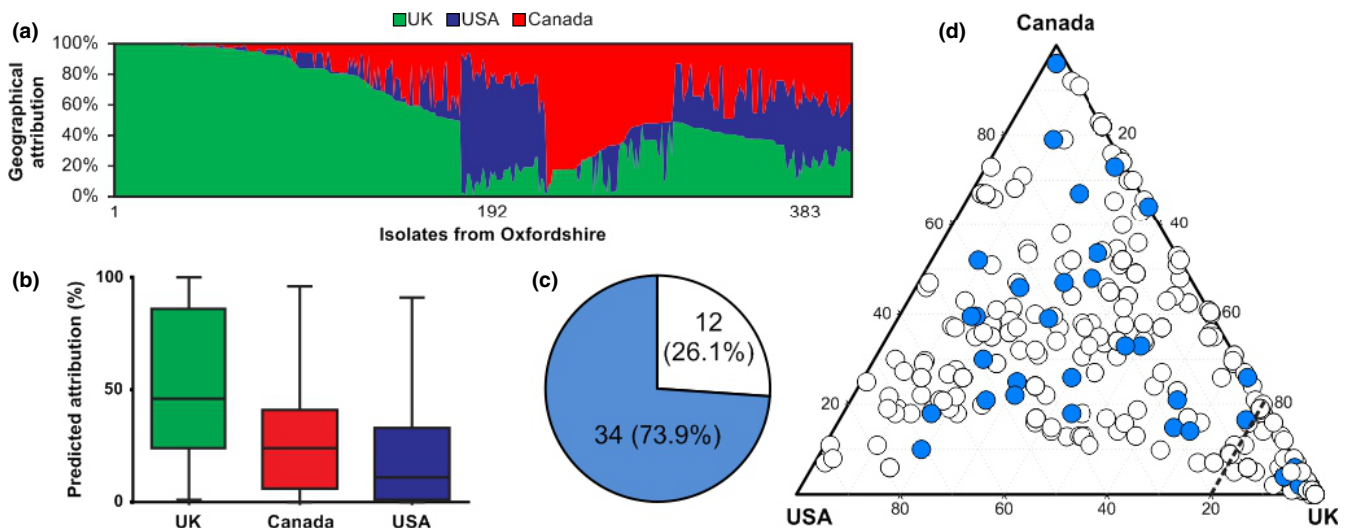 (a)
UK USA Canada
100%
80%
60%
40%
20%
0%
Geographical
attribution
1 192 383
Isolates from Oxfordshire
(b)
100
50
0
Predicted attribution (%)
UK Canada USA
(c)
12
(26.1%)
34 (73.9%)
(d)
Canada
80 20
60 40
40 60
20 80
80 60 40 20
USA UK